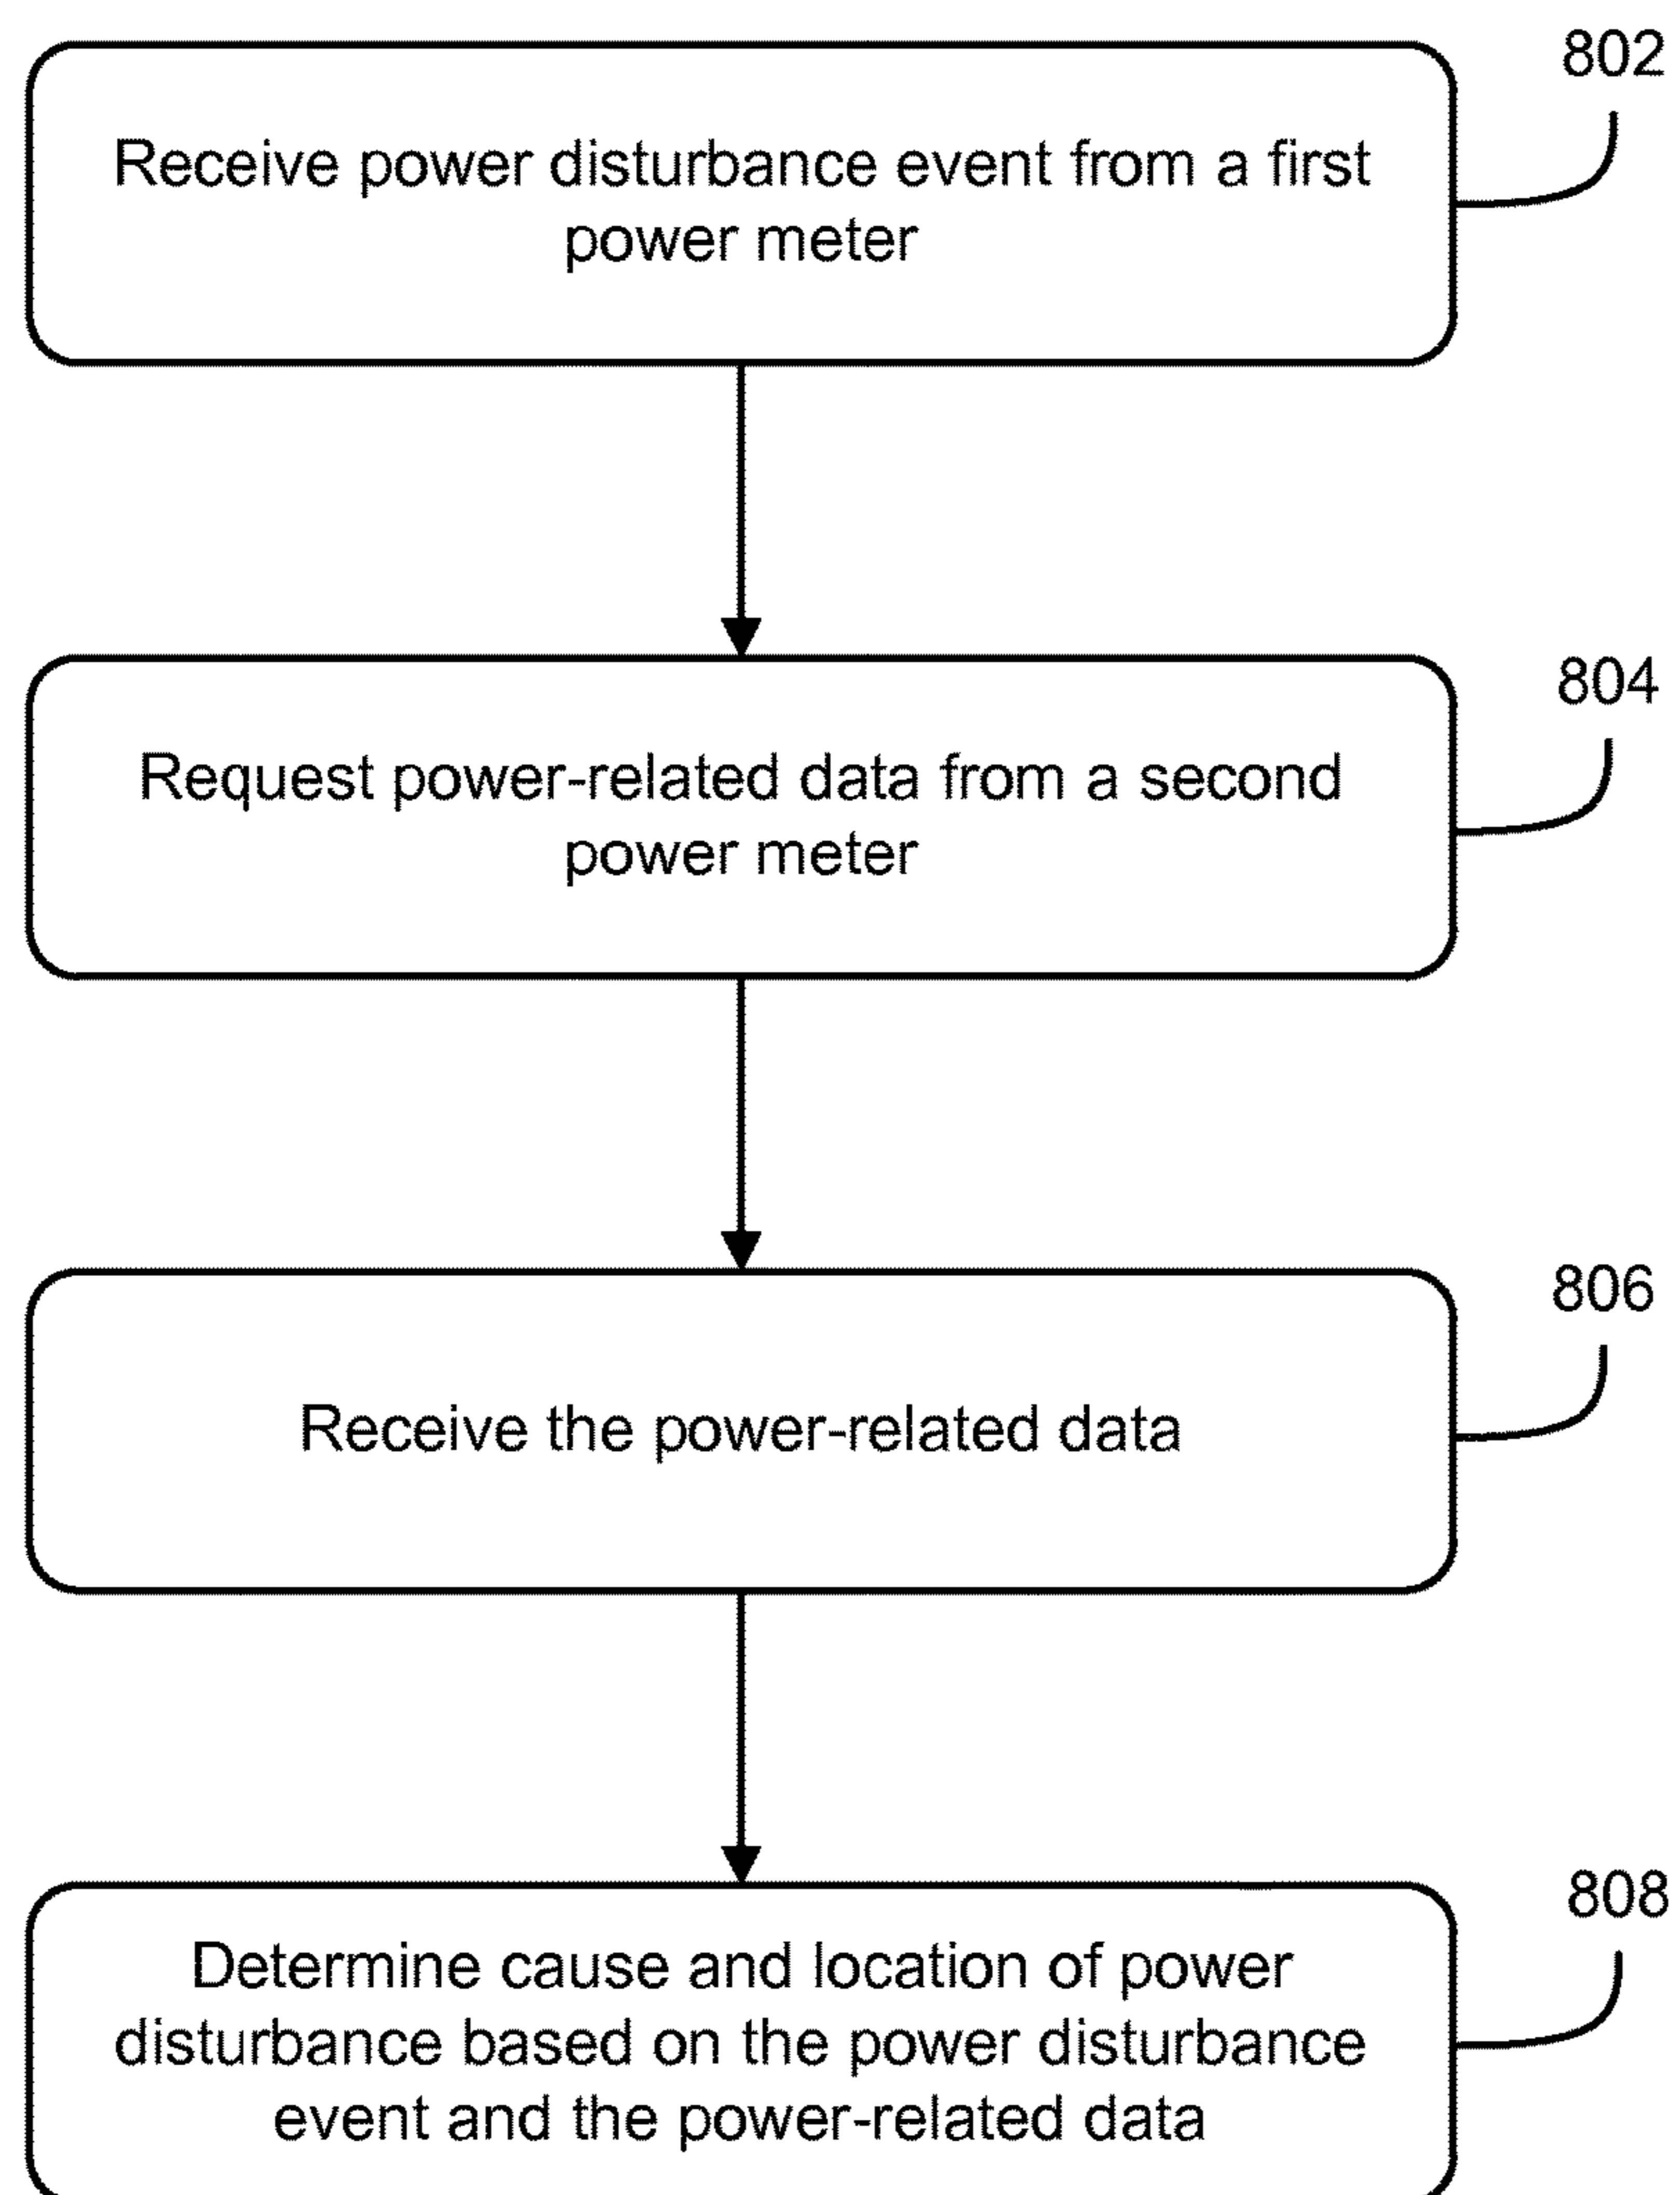 802
Receive power disturbance event from a first
power meter
804
Request power-related data from a second
power meter
806
Receive the power-related data
808
Determine cause and location of power
disturbance based on the power disturbance
event and the power-related data